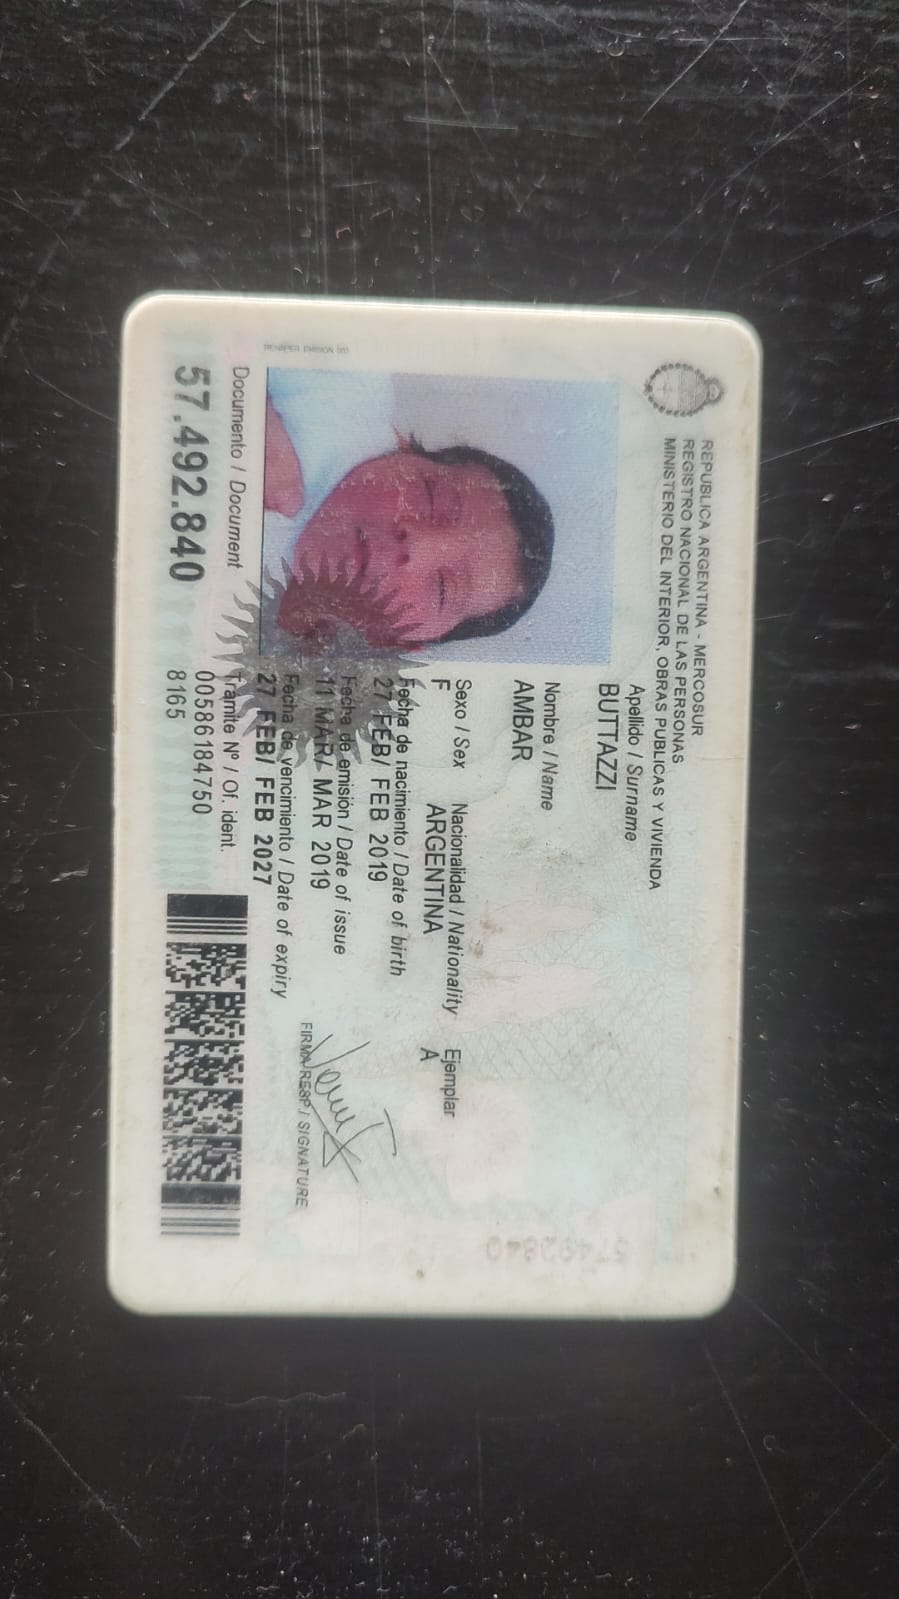 REPUBLICA ARGENTINA - MERCOSUR
REGISTRO NACIONAL DE LAS PERSONAS
MINISTERIO DEL INTERIOR, OBRAS PUBLICAS Y VIVIENDA
Apellido / Surname
BUTTAZZI
Nombre / Name
AMBAR
Sexo / Sex
Nacionalidad / Nationality
Ejemplar
F
ARGENTINA
A
Fecha de nacimiento / Date of birth
27 FEB/ FEB 2019
Fecha de emisión / Date of issue
11 MAR/ MAR 2019
Fecha de vencimiento / Date of expiry
27 FEB/ FEB 2027
FIRMA RESP / SIGNATURE
Documento / Document
57.492.840
Trámite Nº / Of. ident.
00586184750
8165
57492840